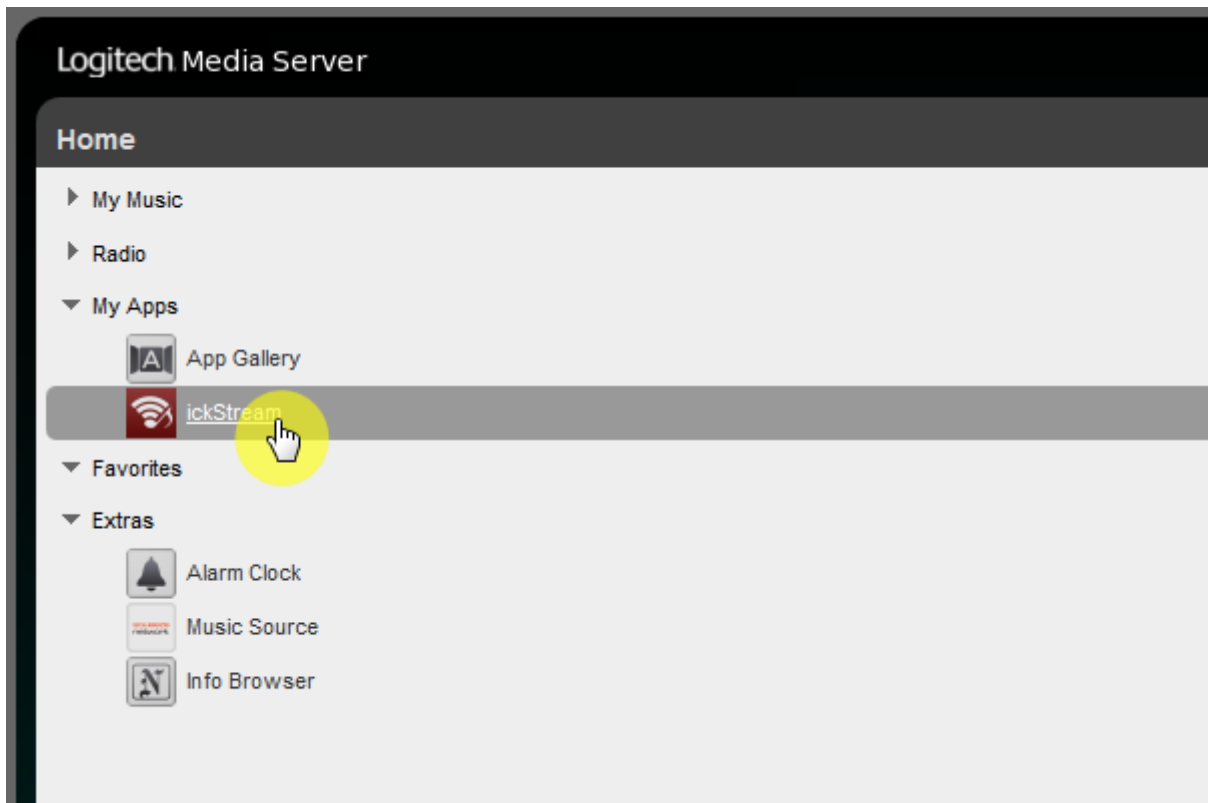 Logitech Media Server
Home
My Music
Radio
My Apps
A
App Gallery
ickStream
Favorites
Extras
Alarm Clock
network
Music Source
N
Info Browser